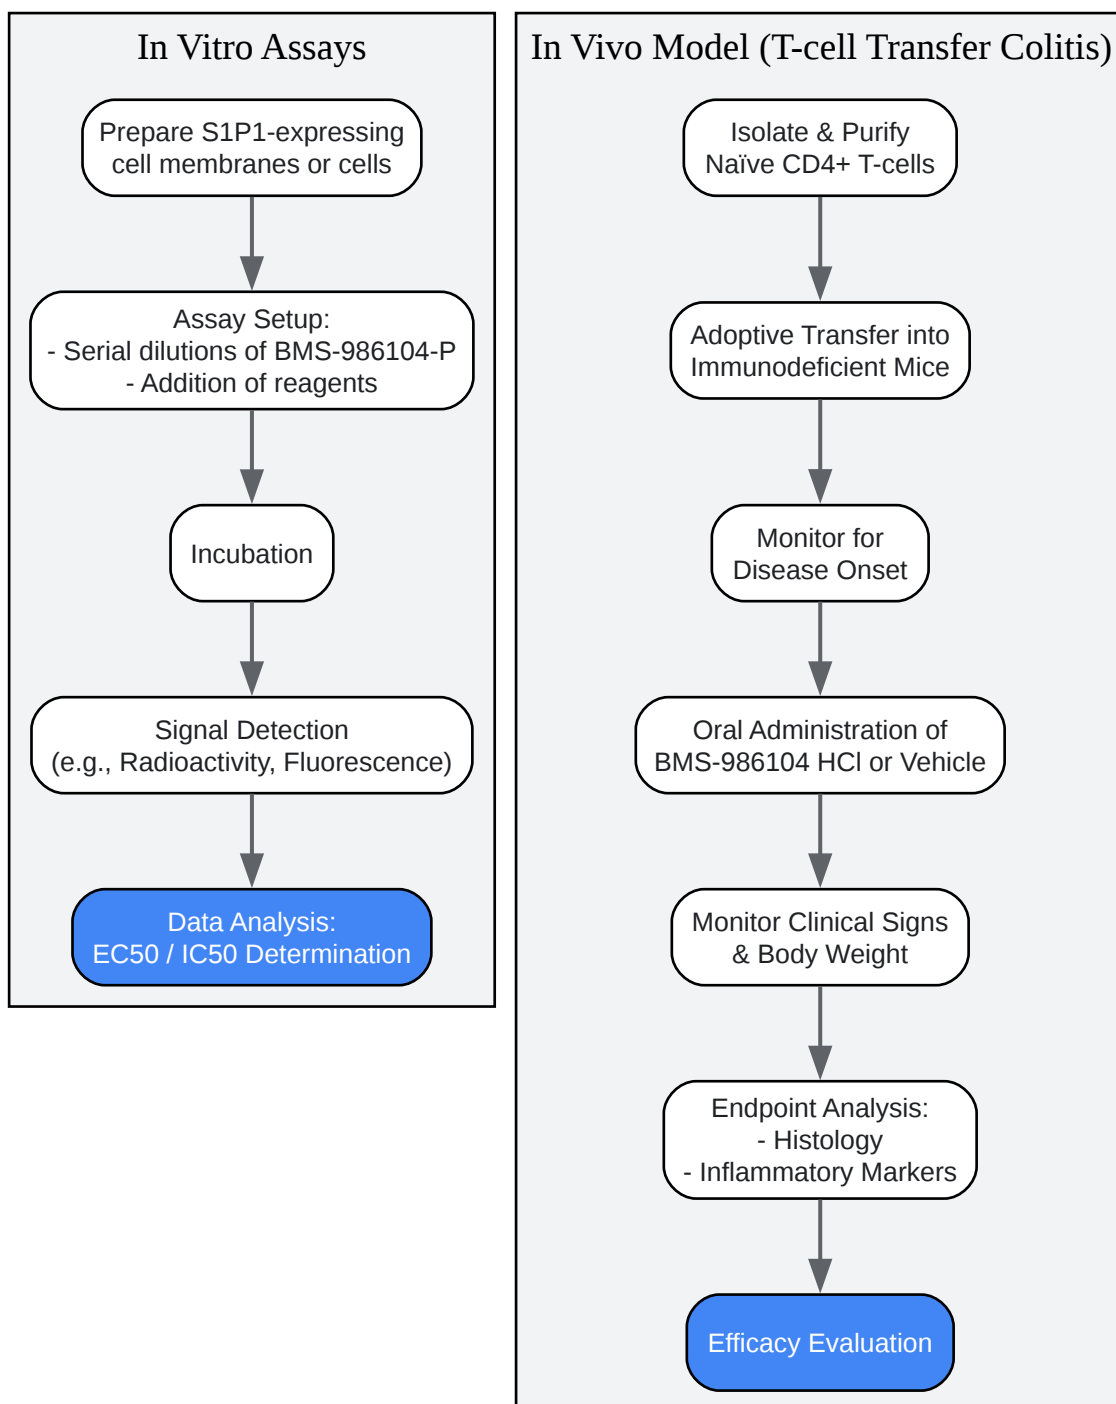 In Vitro Assays
Prepare S1P1-expressing
cell membranes or cells
Assay Setup:
- Serial dilutions of BMS-986104-P
- Addition of reagents
Incubation
Signal Detection
(e.g., Radioactivity, Fluorescence)
Data Analysis:
EC50 / IC50 Determination
In Vivo Model (T-cell Transfer Colitis)
Isolate & Purify
Naïve CD4+ T-cells
Adoptive Transfer into
Immunodeficient Mice
Monitor for
Disease Onset
Oral Administration of
BMS-986104 HCl or Vehicle
Monitor Clinical Signs
& Body Weight
Endpoint Analysis:
- Histology
- Inflammatory Markers
Efficacy Evaluation